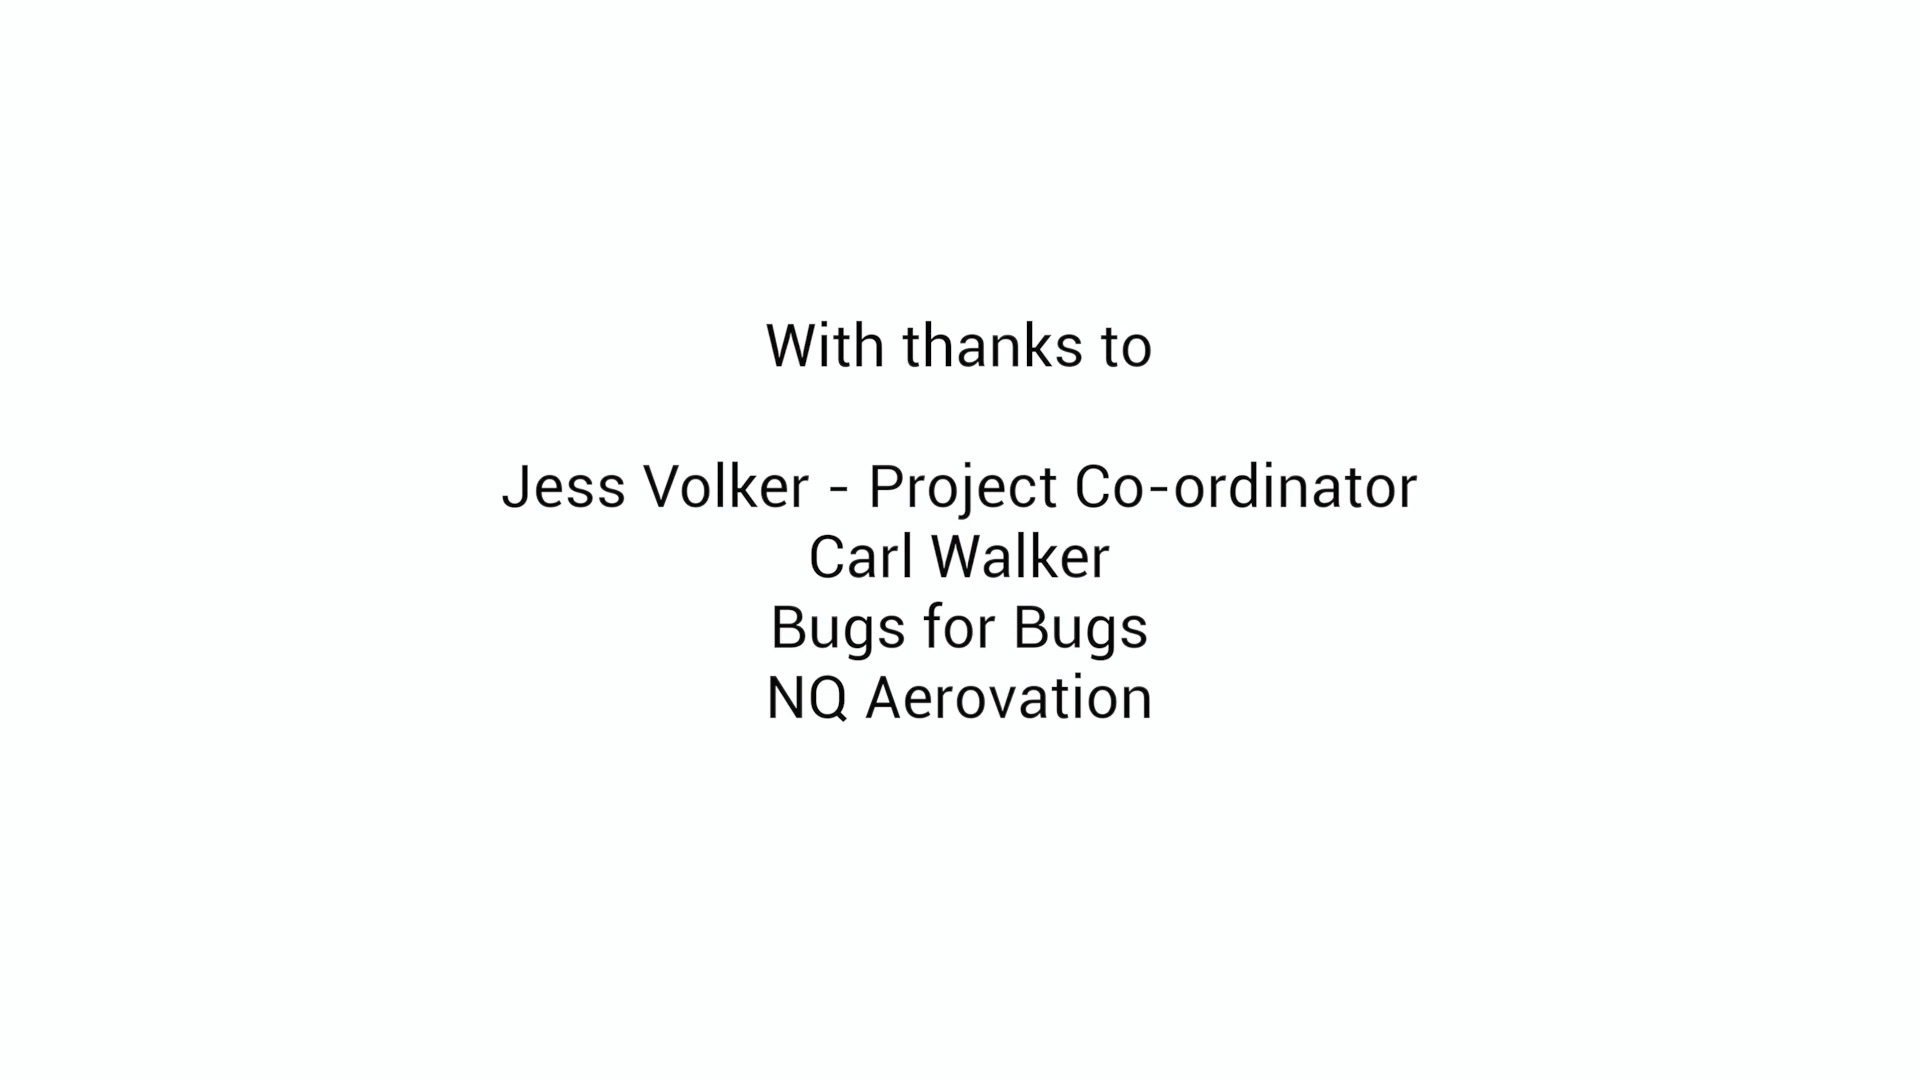 With thanks to
Jess Volker - Project Co-ordinator
Carl Walker
Bugs for Bugs
NQ Aerovation